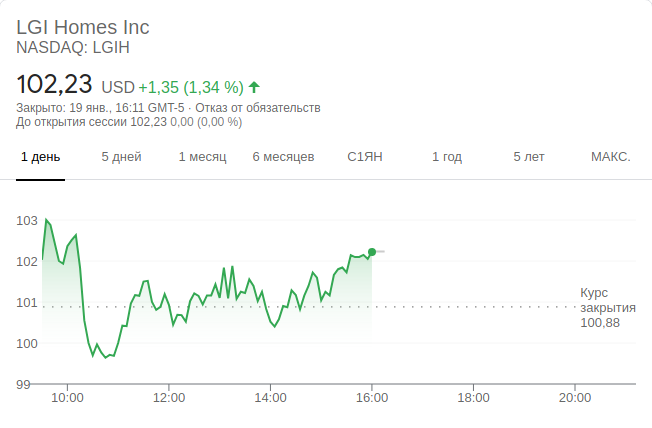 LGI Homes Inc
NASDAQ: LGIH
102,23 USD +1,35 (1,34 %)
Закрыто: 19 янв., 16:11 GMT-5 · Отказ от обязательств
До открытия сессии 102,23 0,00 (0,00 %)
1 день 5 дней 1 месяц 6 месяцев С1ЯН 1 год 5 лет МАКС.
103
102
101
100
99
Курс
закрытия
100,88
10:00 12:00 14:00 16:00 18:00 20:00